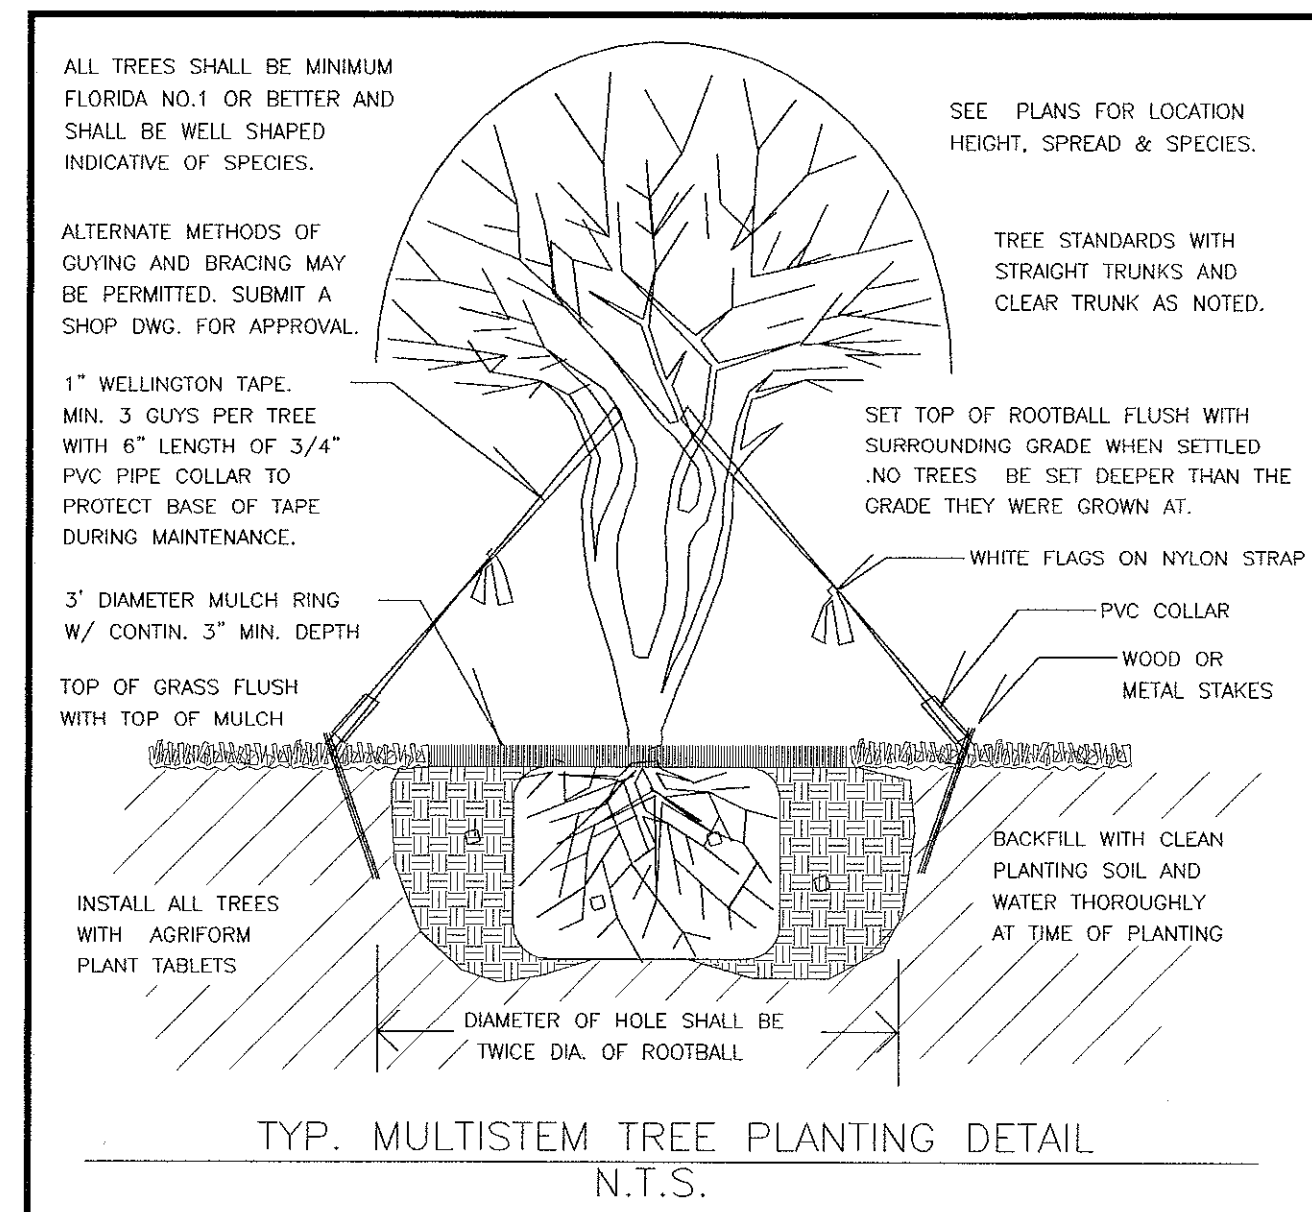 ALL TREES SHALL BE MINIMUM
FLORIDA NO.1 OR BETTER AND
SHALL BE WELL SHAPED
INDICATIVE OF SPECIES.
ALTERNATE METHODS OF
GUYING AND BRACING MAY
BE PERMITTED. SUBMIT A
SHOP DWG. FOR APPROVAL.
1" WELLINGTON TAPE.
MIN. 3 GUYS PER TREE
WITH 6" LENGTH OF 3/4"
PVC PIPE COLLAR TO
PROTECT BASE OF TAPE
DURING MAINTENANCE.
3' DIAMETER MULCH RING
W/ CONTIN. 3" MIN. DEPTH
TOP OF GRASS FLUSH
WITH TOP OF MULCH
INSTALL ALL TREES
WITH AGRIFORM
PLANT TABLETS
SEE PLANS FOR LOCATION
HEIGHT, SPREAD & SPECIES.
TREE STANDARDS WITH
STRAIGHT TRUNKS AND
CLEAR TRUNK AS NOTED.
SET TOP OF ROOTBALL FLUSH WITH
SURROUNDING GRADE WHEN SETTLED
.NO TREES BE SET DEEPER THAN THE
GRADE THEY WERE GROWN AT.
WHITE FLAGS ON NYLON STRAP
PVC COLLAR
WOOD OR
METAL STAKES
BACKFILL WITH CLEAN
PLANTING SOIL AND
WATER THOROUGHLY
AT TIME OF PLANTING
DIAMETER OF HOLE SHALL BE
TWICE DIA. OF ROOTBALL
TYP. MULTISTEM TREE PLANTING DETAIL
N.T.S.